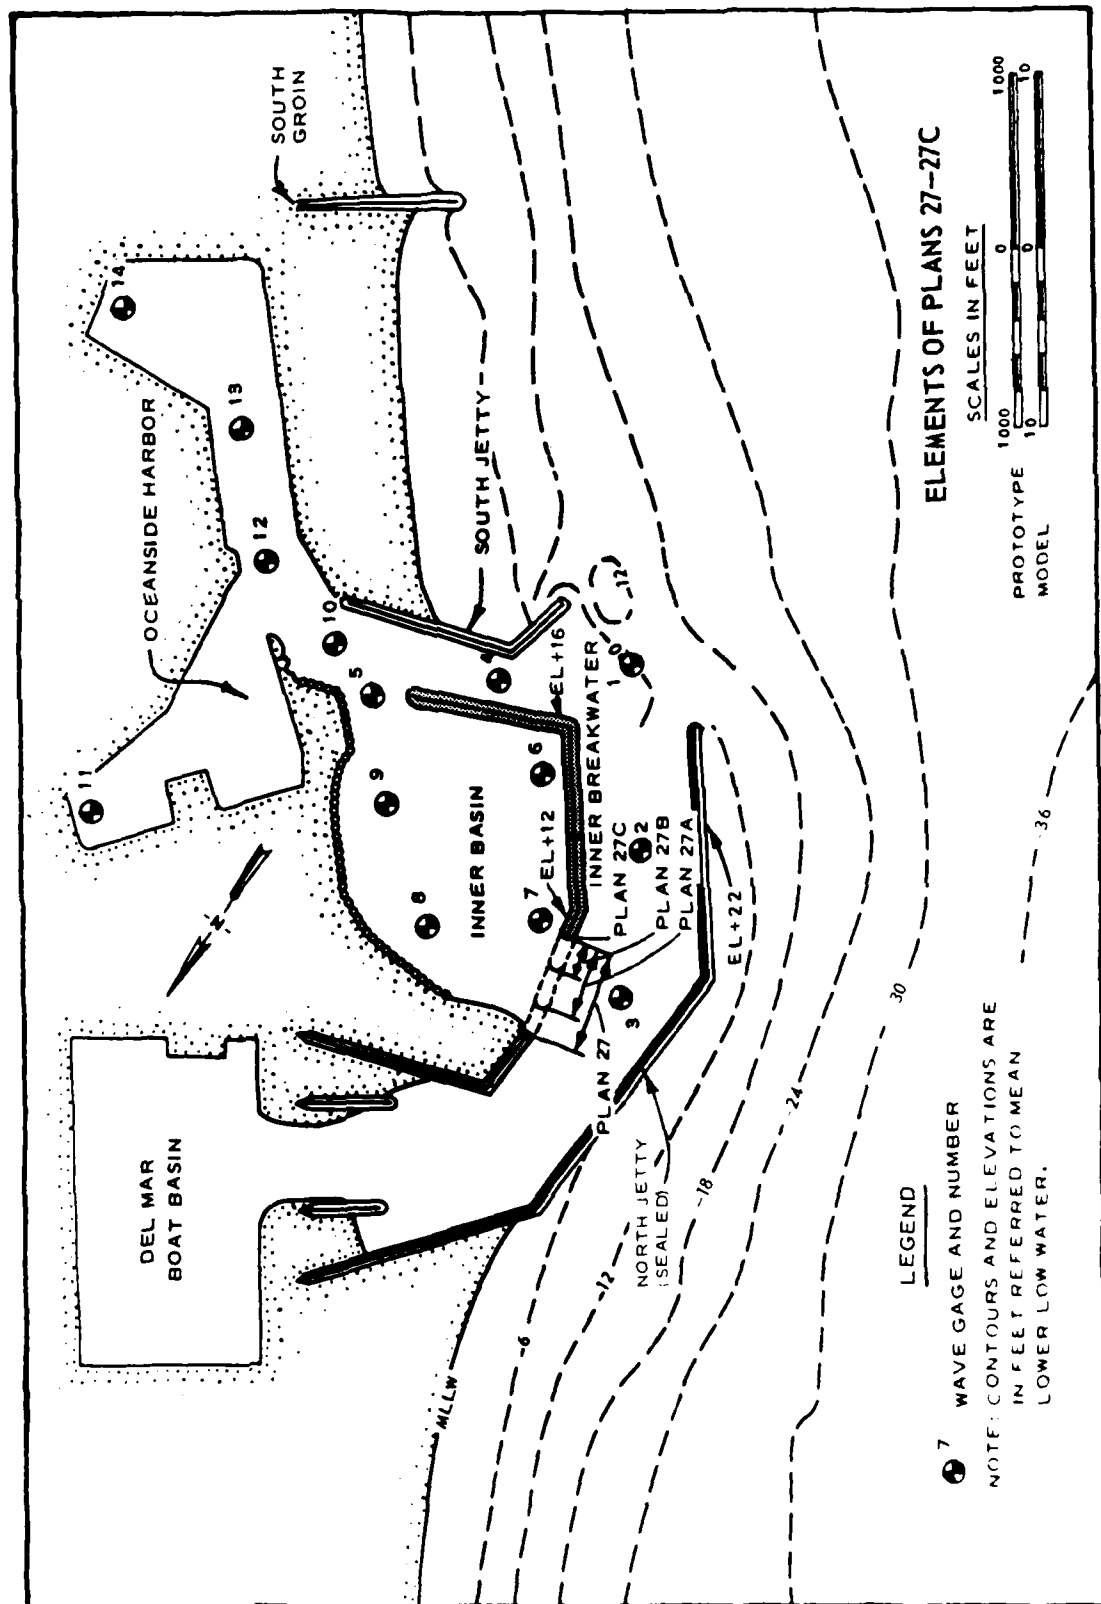 SOUTH
GROIN
14
13
OCEANSIDE HARBOR
12
11
10
5
SOUTH JETTY
4
9
6
8
7
INNER BASIN
EL+12
EL+16
INNER BREAKWATER
1
0
-12
PLAN 27C
2
PLAN 27B
PLAN 27A
3
PLAN 27
EL+22
N
DEL MAR
BOAT BASIN
NORTH JETTY
(SEALED)
MLLW
-6
-12
-18
-24
30
-36
ELEMENTS OF PLANS 27-27C
SCALES IN FEET
PROTOTYPE 1000 0 1000
MODEL 10 0 10
LEGEND
7 WAVE GAGE AND NUMBER
NOTE: CONTOURS AND ELEVATIONS ARE
IN FEET REFERRED TO MEAN
LOWER LOW WATER.